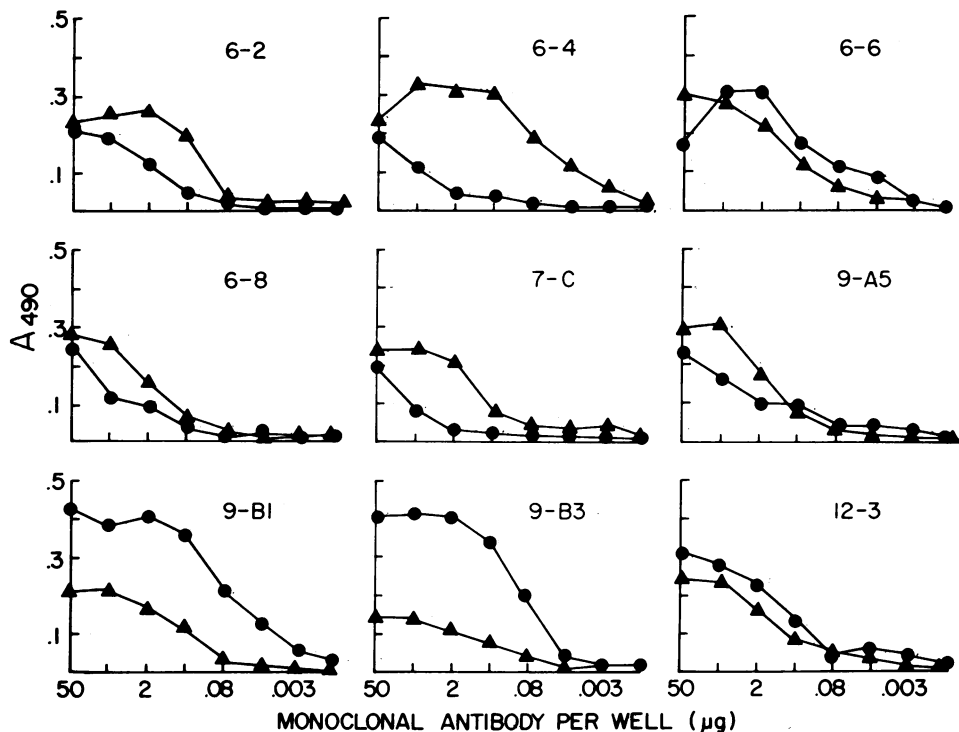 .5
.3
.1
6-2
6-4
6-6
.5
.3
.1
6-8
7-C
9-A5
A490
.5
.3
.1
9-B1
9-B3
12-3
50 2 .08 .003
50 2 .08 .003
50 2 .08 .003
MONOCLONAL ANTIBODY PER WELL (µg)